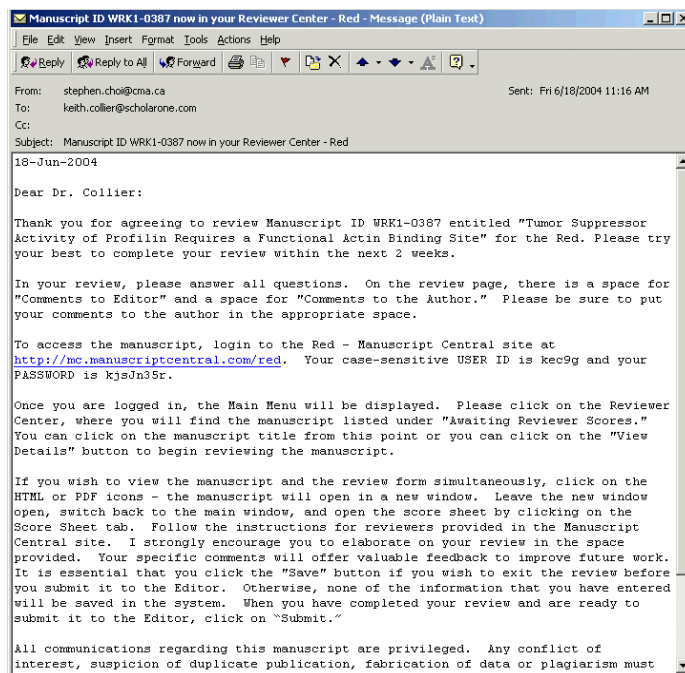 Manuscript ID WRK1-0387 now in your Reviewer Center - Red - Message (Plain Text)
File Edit View Insert Format Tools Actions Help
Reply Reply to All Forward
From: stephen.choi@cma.ca Sent: Fri 6/18/2004 11:16 AM
To: keith.collier@scholarone.com
Cc:
Subject: Manuscript ID WRK1-0387 now in your Reviewer Center - Red
18-Jun-2004
Dear Dr. Collier:
Thank you for agreeing to review Manuscript ID WRK1-0387 entitled "Tumor Suppressor
Activity of Profilin Requires a Functional Actin Binding Site" for the Red. Please try
your best to complete your review within the next 2 weeks.
In your review, please answer all questions.  On the review page, there is a space for
"Comments to Editor" and a space for "Comments to the Author."  Please be sure to put
your comments to the author in the appropriate space.
To access the manuscript, login to the Red - Manuscript Central site at
http://mc.manuscriptcentral.com/red.  Your case-sensitive USER ID is kec9g and your
PASSWORD is kjsJn35r.
Once you are logged in, the Main Menu will be displayed.  Please click on the Reviewer
Center, where you will find the manuscript listed under "Awaiting Reviewer Scores."
You can click on the manuscript title from this point or you can click on the "View
Details" button to begin reviewing the manuscript.
If you wish to view the manuscript and the review form simultaneously, click on the
HTML or PDF icons - the manuscript will open in a new window.  Leave the new window
open, switch back to the main window, and open the score sheet by clicking on the
Score Sheet tab.  Follow the instructions for reviewers provided in the Manuscript
Central site.  I strongly encourage you to elaborate on your review in the space
provided.  Your specific comments will offer valuable feedback to improve future work.
It is essential that you click the "Save" button if you wish to exit the review before
you submit it to the Editor.  Otherwise, none of the information that you have entered
will be saved in the system.  When you have completed your review and are ready to
submit it to the Editor, click on “Submit.”
All communications regarding this manuscript are privileged.  Any conflict of
interest, suspicion of duplicate publication, fabrication of data or plagiarism must